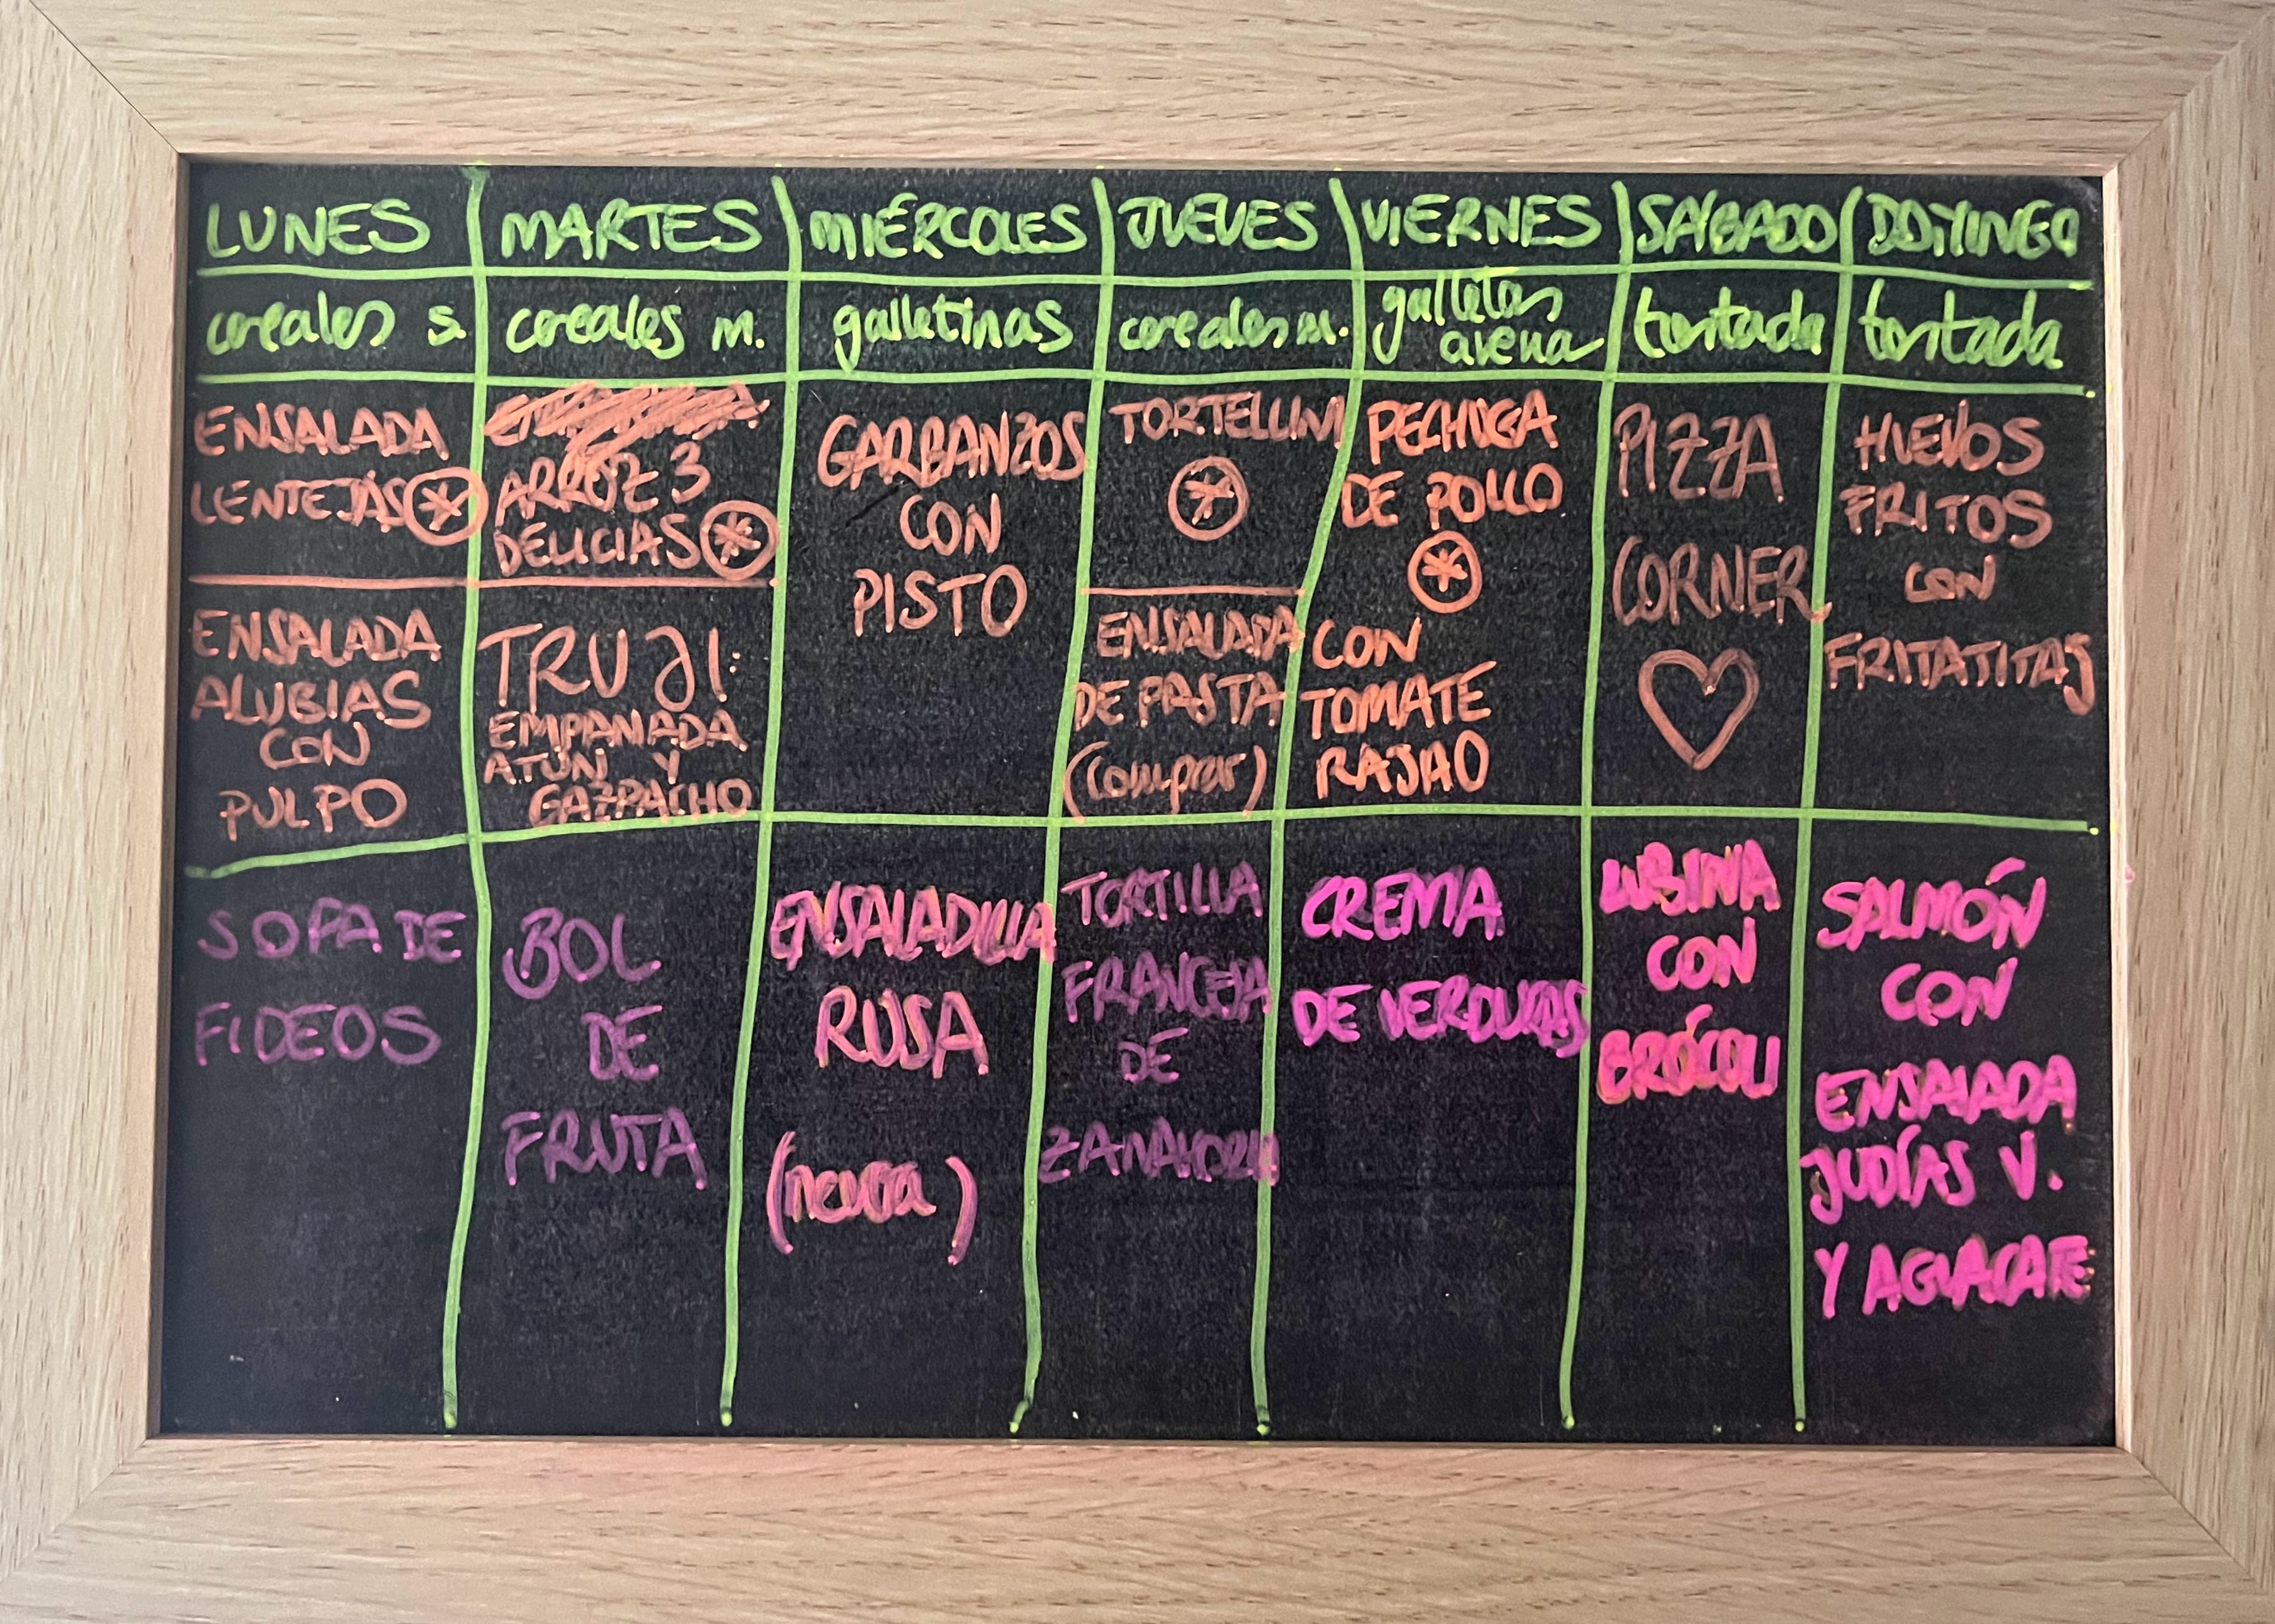 LUNES MARTES MIÉRCOLES JUEVES VIERNES SÁBADO DOMINGO
cereales s. cereales m. galletinas cereales m. galletas avena tostada tostada
ENSALADA
LENTEJAS
ARROZ 3
DELICIAS
GARBANZOS
CON
PISTO
TORTELLINI
PECHUGA
DE POLLO
CON
TOMATE
RAJAO
PIZZA
CORNER
HUEVOS
FRITOS
CON
FRITATITAS
ENSALADA
ALUBIAS
CON
PULPO
TRUJI:
EMPANADA
ATÚN Y
GAZPACHO
ENSALADA
DE PASTA
(comprar)
SOPA DE
FIDEOS
BOL
DE
FRUTA
ENSALADILLA
RUSA
TORTILLA
FRANCESA
DE
ZANAHORIA
CREMA
DE VERDURAS
LUBINA
CON
BRÓCOLI
SALMÓN
CON
ENSALADA
JUDÍAS V.
Y AGUACATE